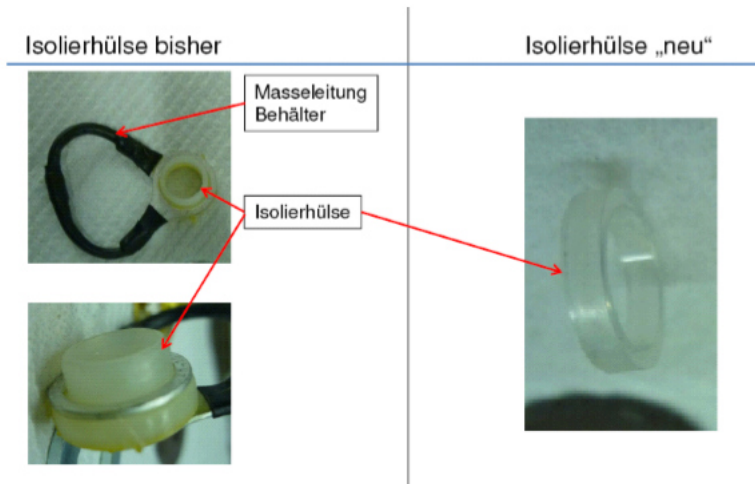 Isolierhülse bisher
Isolierhülse „neu“
Masseleitung
Behälter
Isolierhülse